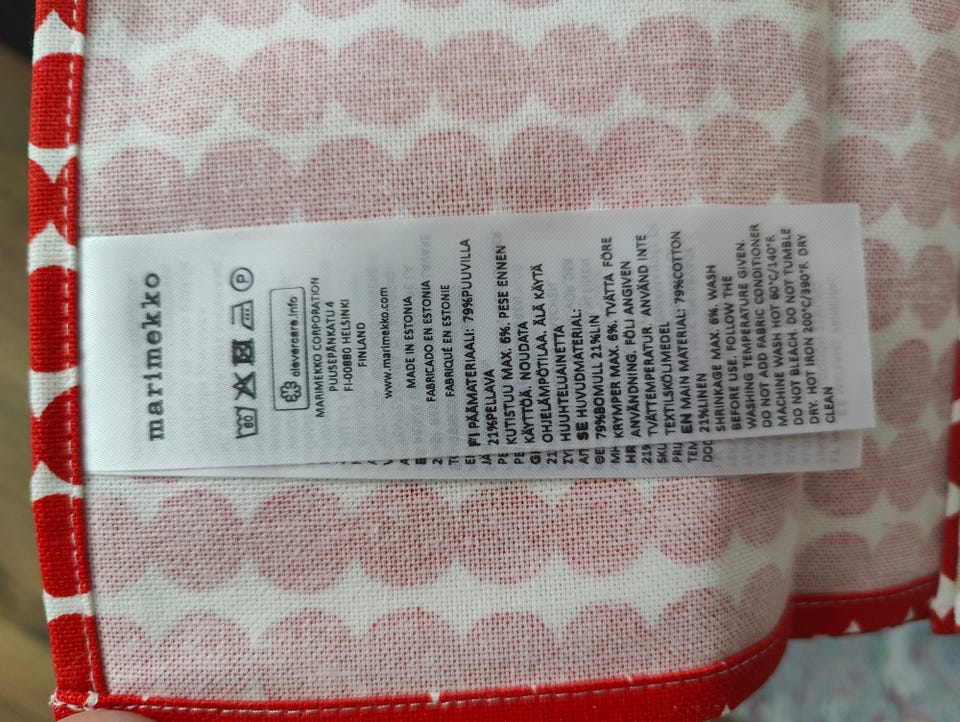 marimekko
60
P
clevercare.info
MARIMEKKO CORPORATION
PUUSEPÄNKATU 4
FI-00880 HELSINKI
FINLAND
www.marimekko.com
MADE IN ESTONIA
FABRICADO EN ESTONIA
FABRIQUE EN ESTONIE
FI PÄÄMATERIAALI: 79%PUUVILLA
21%PELLAVA
KUTISTUU MAX. 6%. PESE ENNEN
KÄYTTÖÄ. NOUDATA
OHJELÄMPÖTILAA. ÄLÄ KÄYTÄ
HUUHTELUAINETTA
SE HUVUDMATERIAL:
79%BOMULL 21%LIN
KRYMPER MAX. 6%. TVÄTTA FÖRE
ANVÄNDNING. FÖLJ ANGIVEN
TVÄTTEMPERATUR. ANVÄND INTE
TEXTILSKÖLJMEDEL
EN MAIN MATERIAL: 79%COTTON
21%LINEN
SHRINKAGE MAX. 6%. WASH
BEFORE USE. FOLLOW THE
WASHING TEMPERATURE GIVEN.
DO NOT ADD FABRIC CONDITIONER
MACHINE WASH HOT 60°C/140°F.
DO NOT BLEACH. DO NOT TUMBLE
DRY. HOT IRON 200°C/390°F. DRY
CLEAN